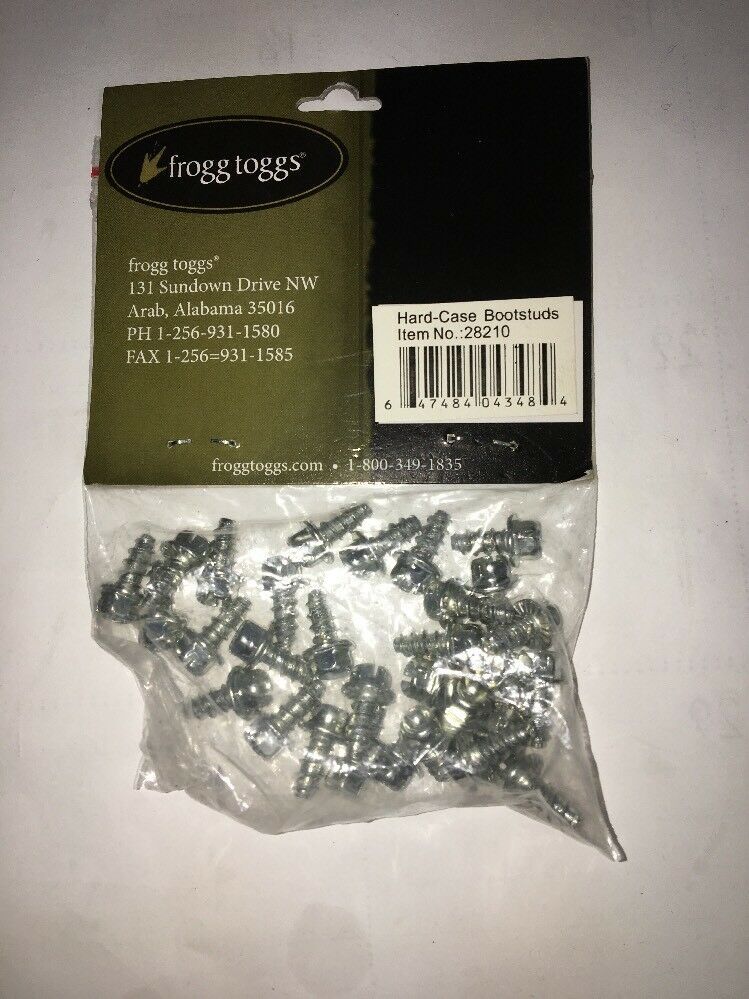 frogg toggs®
frogg toggs®
131 Sundown Drive NW
Arab, Alabama 35016
PH 1-256-931-1580
FAX 1-256=931-1585
Hard-Case Bootstuds
Item No.:28210
6 47484 04348 4
froggtoggs.com • 1-800-349-1835